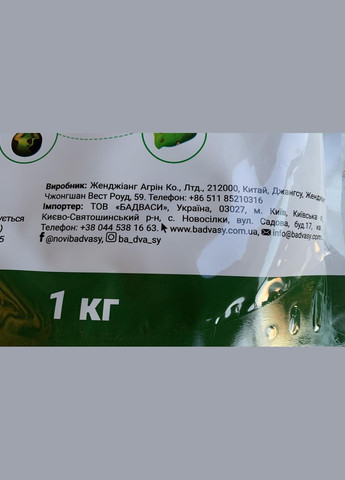 Виробник: Женджіанг Агрін Ко., Лтд., 212000, Китай, Джангсу,
Чжонгшан Вест Роуд, 59. Телефон: +86 511 85210316
Імпортер: ТОВ "БАДВАСИ", Україна, 03027, м. Київ, Київська
Києво-Святошинський р-н, с. Новосілки, вул. Садова, буд.17,
Телефон: +38 044 538 16 63. www.badvasy.com.ua info@badvasy.com
@novibadvasy, ba_dva_sy
ується
)
5
1 кг